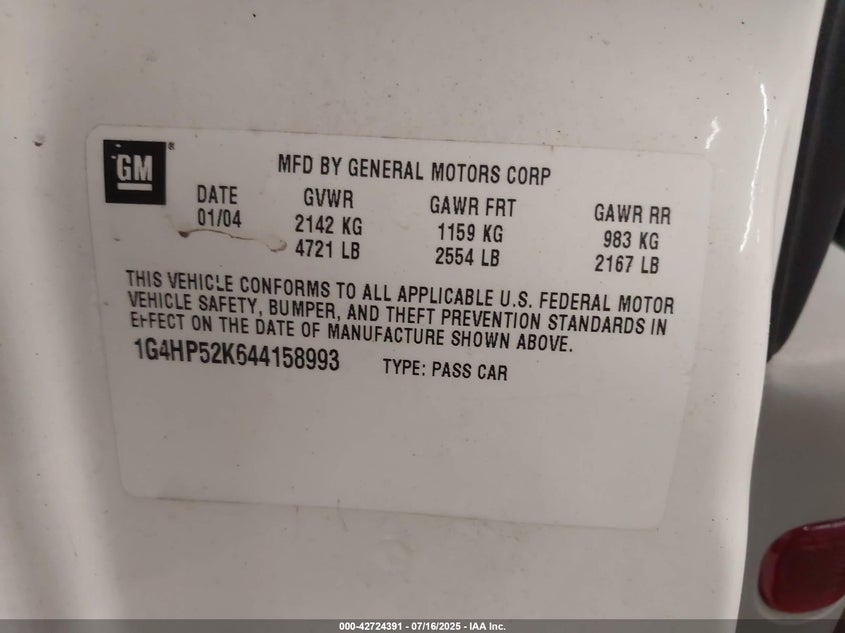 GM®
MFD BY GENERAL MOTORS CORP
DATE GVWR GAWR FRT GAWR RR
01/04 2142 KG 1159 KG 983 KG
4721 LB 2554 LB 2167 LB
THIS VEHICLE CONFORMS TO ALL APPLICABLE U.S. FEDERAL MOTOR
VEHICLE SAFETY, BUMPER, AND THEFT PREVENTION STANDARDS IN
EFFECT ON THE DATE OF MANUFACTURE SHOWN ABOVE.
1G4HP52K644158993 TYPE: PASS CAR
000-42724391 - 07/16/2025 - IAA Inc.